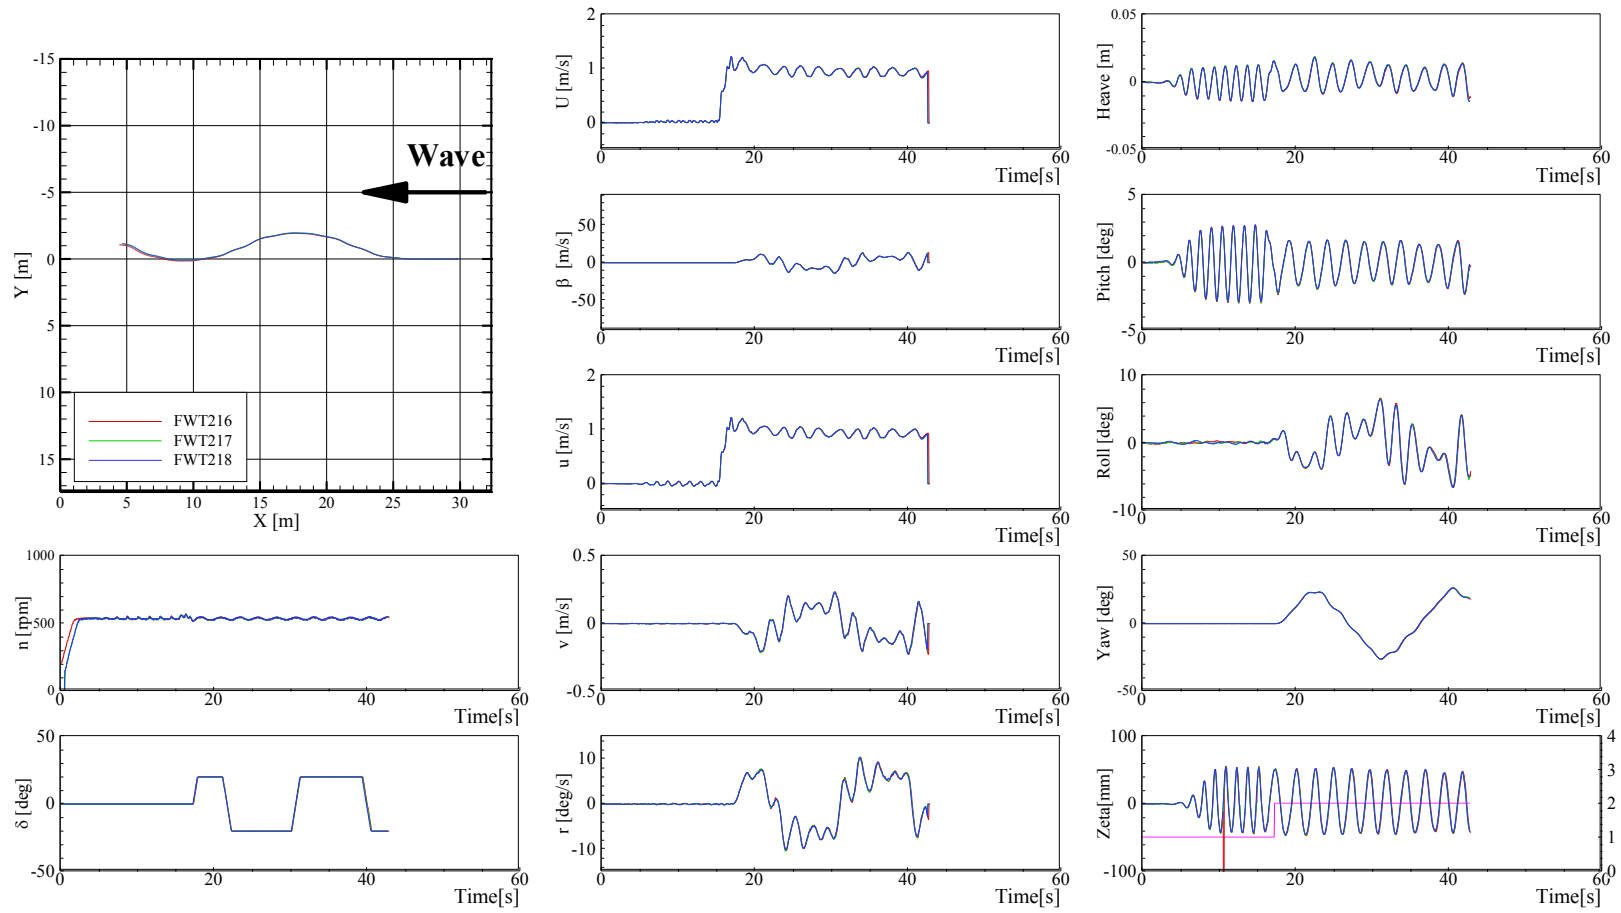 -15
-10
-5
0
5
10
15
Y [m]
Wave
FWT216
FWT217
FWT218
0 5 10 15 20 25 30
X [m]
1000
500
0
n [rpm]
0 20 40 60
Time[s]
50
0
-50
δ [deg]
0 20 40 60
Time[s]
2
1
0
U [m/s]
0 20 40 60
Time[s]
50
0
-50
β [m/s]
0 20 40 60
Time[s]
2
1
0
u [m/s]
0 20 40 60
Time[s]
0.5
0
-0.5
v [m/s]
0 20 40 60
Time[s]
10
0
-10
r [deg/s]
0 20 40 60
Time[s]
0.05
0
-0.05
Heave [m]
0 20 40 60
Time[s]
5
0
-5
Pitch [deg]
0 20 40 60
Time[s]
10
0
-10
Roll [deg]
0 20 40 60
Time[s]
50
0
-50
Yaw [deg]
0 20 40 60
Time[s]
100
0
-100
Zeta[mm]
4
3
2
1
0
0 20 40 60
Time[s]